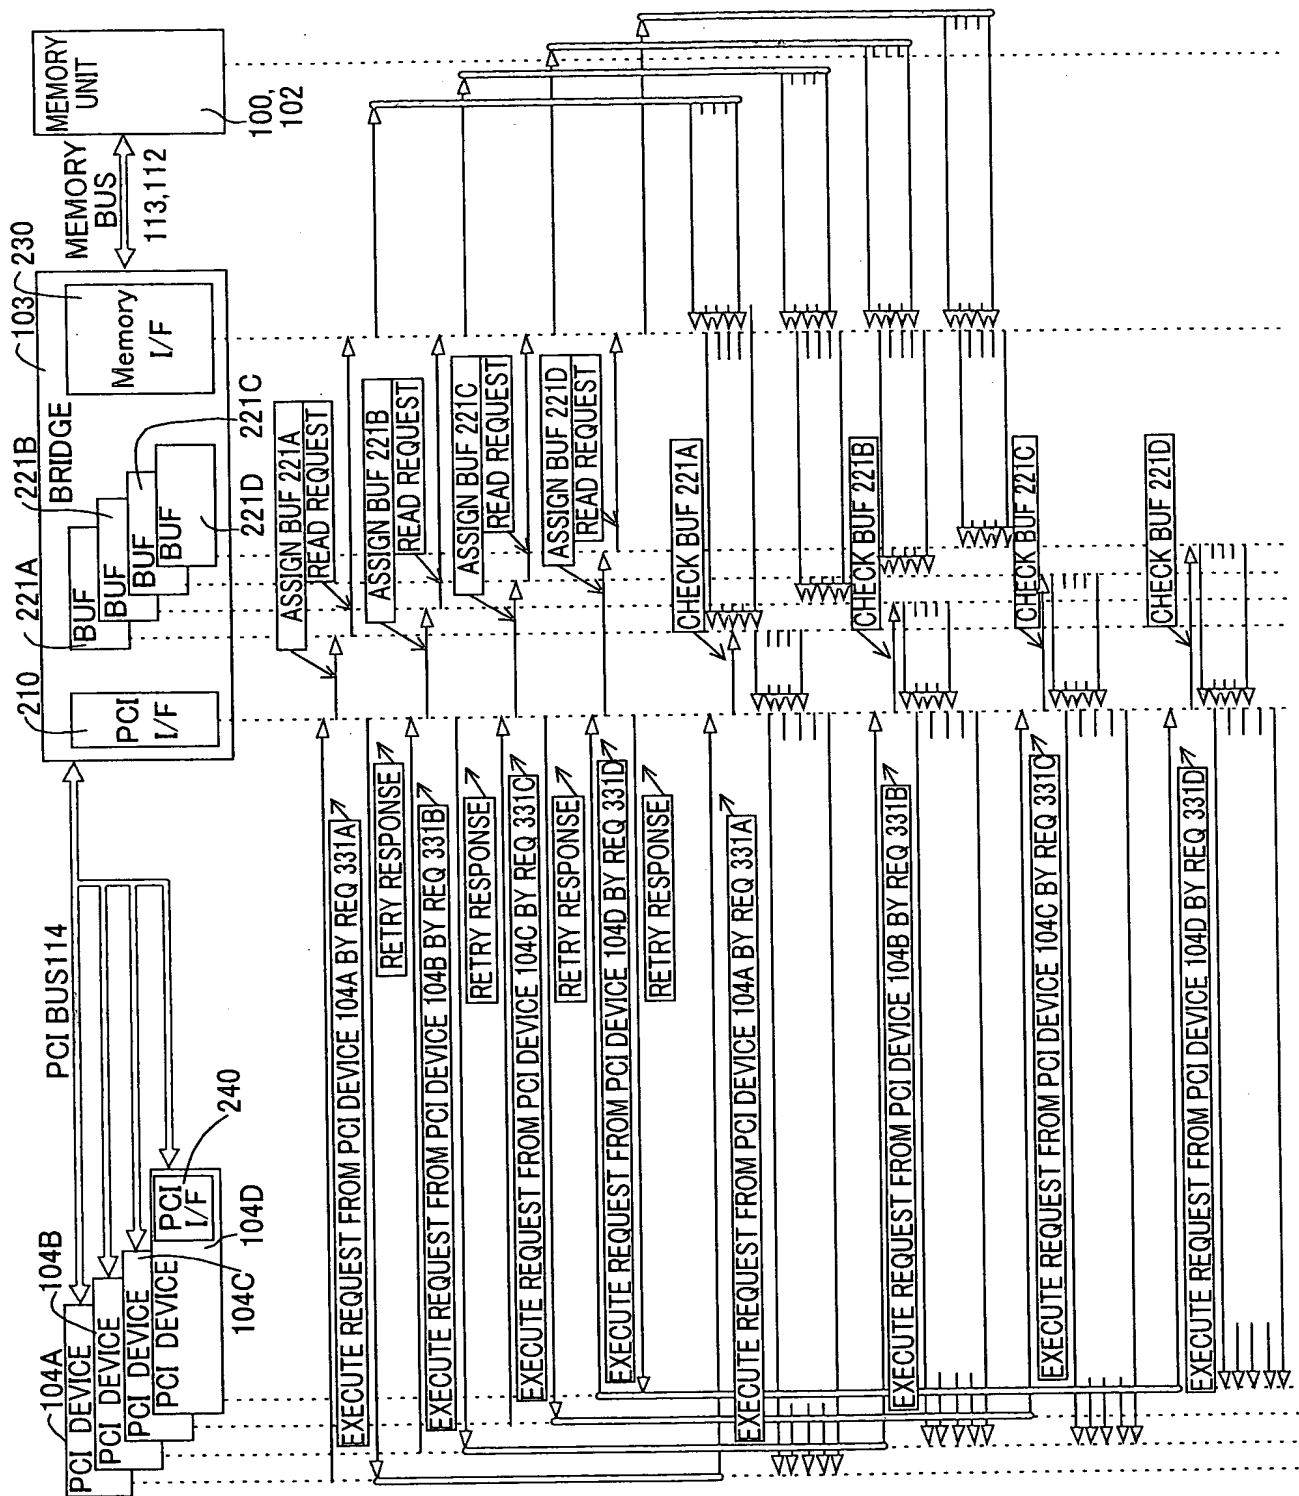 104A
PCI DEVICE
104B
PCI DEVICE
PCI DEVICE
104C
PCI DEVICE
104D
PCI
I/F
240
PCI BUS114
210
PCI
I/F
221A
BUF
BUF
221B
BUF
BUF
221C
221D
BRIDGE
103
230
Memory
I/F
MEMORY
BUS
113,112
MEMORY
UNIT
100,
102
EXECUTE REQUEST FROM PCI DEVICE 104A BY REQ 331A
ASSIGN BUF 221A
READ REQUEST
RETRY RESPONSE
EXECUTE REQUEST FROM PCI DEVICE 104B BY REQ 331B
ASSIGN BUF 221B
READ REQUEST
RETRY RESPONSE
EXECUTE REQUEST FROM PCI DEVICE 104C BY REQ 331C
ASSIGN BUF 221C
READ REQUEST
RETRY RESPONSE
EXECUTE REQUEST FROM PCI DEVICE 104D BY REQ 331D
ASSIGN BUF 221D
READ REQUEST
RETRY RESPONSE
EXECUTE REQUEST FROM PCI DEVICE 104A BY REQ 331A
CHECK BUF 221A
EXECUTE REQUEST FROM PCI DEVICE 104B BY REQ 331B
CHECK BUF 221B
EXECUTE REQUEST FROM PCI DEVICE 104C BY REQ 331C
CHECK BUF 221C
EXECUTE REQUEST FROM PCI DEVICE 104D BY REQ 331D
CHECK BUF 221D